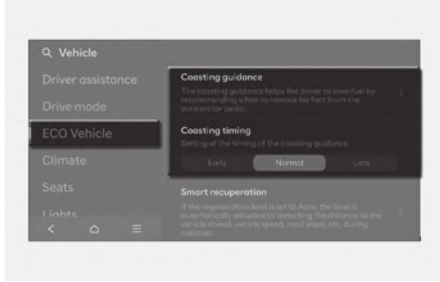 Vehicle
Driver assistance
Drive mode
ECO Vehicle
Climate
Seats
Lights
Coasting guidance
The coasting guidance helps the driver to save fuel by
recommending when to remove his foot from the
accelerator pedal.
Coasting timing
Setting of the timing of the coasting guidance
Early Normal Late
Smart recuperation
If the regeneration level is set to Auto, the level is
automatically adjusted by detecting the distance to the
vehicle ahead, vehicle speed, road slope, etc. during
coasting.